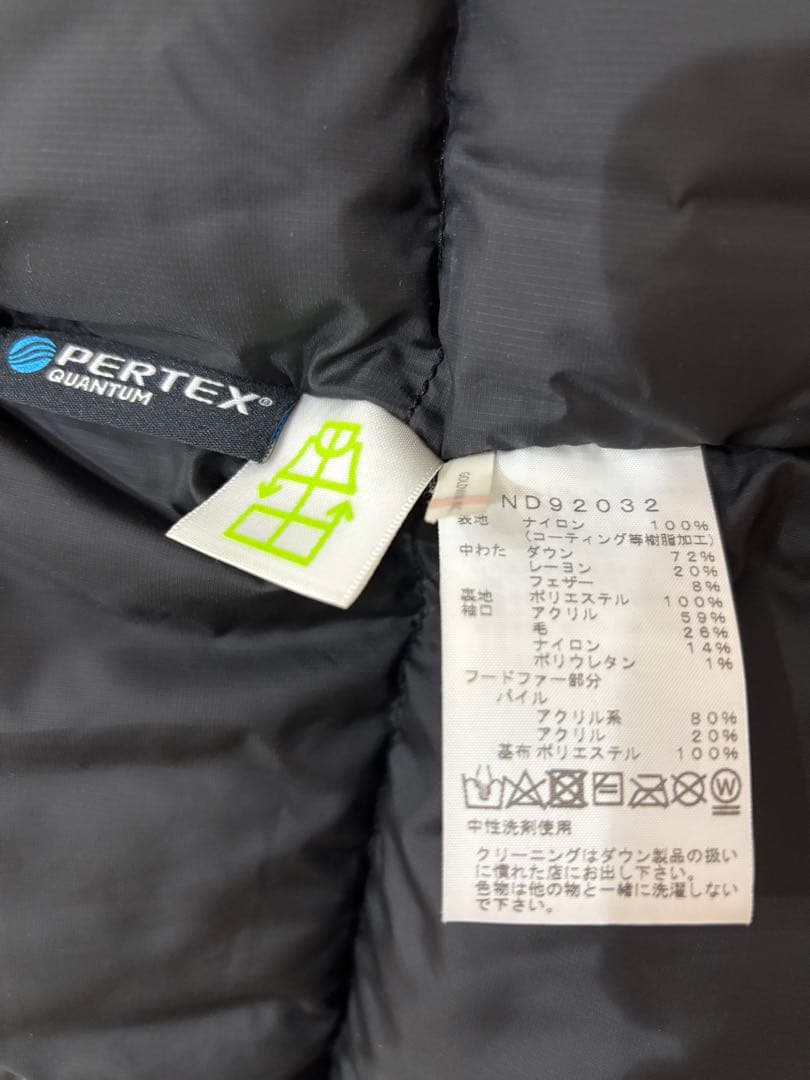 PERTEX®
QUANTUM
ND92032
表地 ナイロン 100%
(コーティング等樹脂加工)
中わた ダウン 72%
レーヨン 20%
フェザー 8%
裏地 ポリエステル 100%
袖口 アクリル 59%
毛 26%
ナイロン 14%
ポリウレタン 1%
フードファー部分
パイル
アクリル系 80%
アクリル 20%
基布 ポリエステル 100%
W
中性洗剤使用
クリーニングはダウン製品の扱い
に慣れた店にお出し下さい。
色物は他の物と一緒に洗濯しない
で下さい。